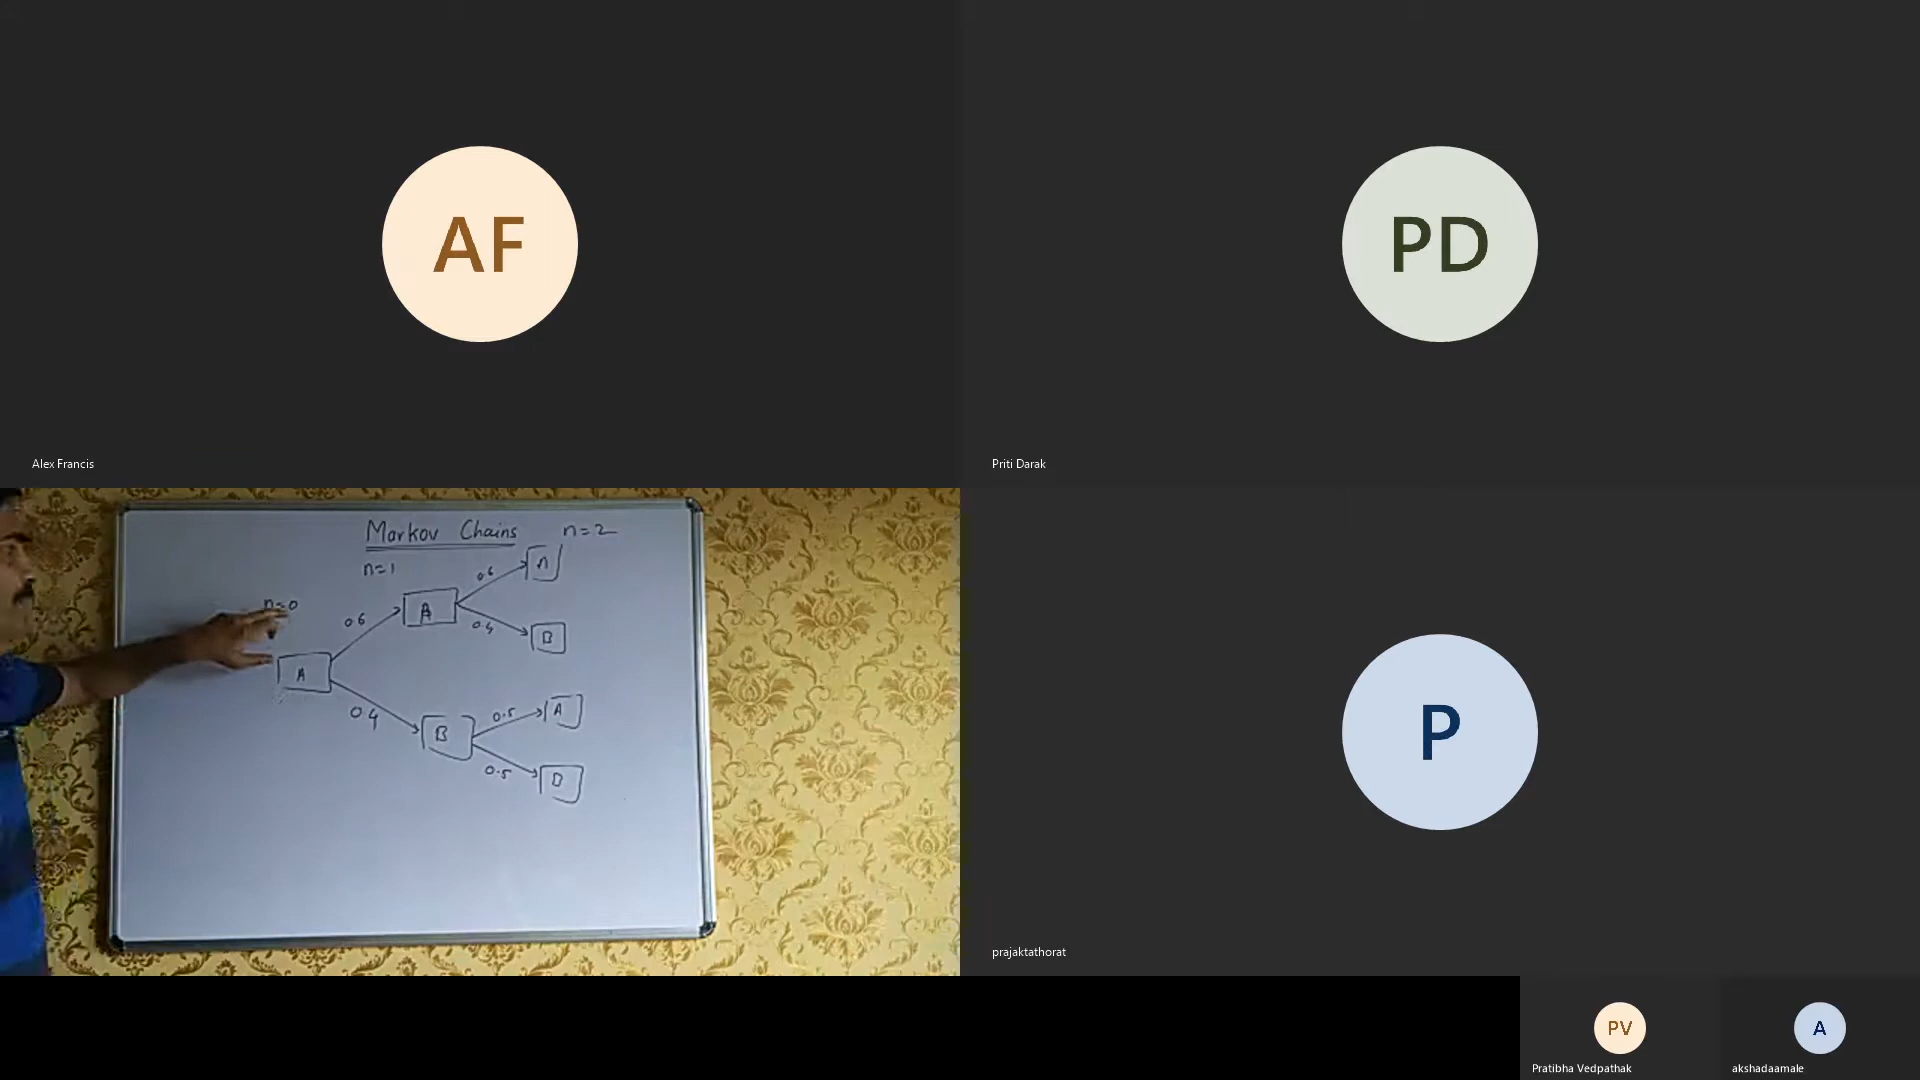 AF
Alex Francis
PD
Priti Darak
Markov Chains
n=2
n=1
n=0
0.6
0.6
0.4
A
A
A
B
0.4
B
0.5
A
0.5
B
P
prajaktathorat
PV
Pratibha Vedpathak
A
akshadaamale